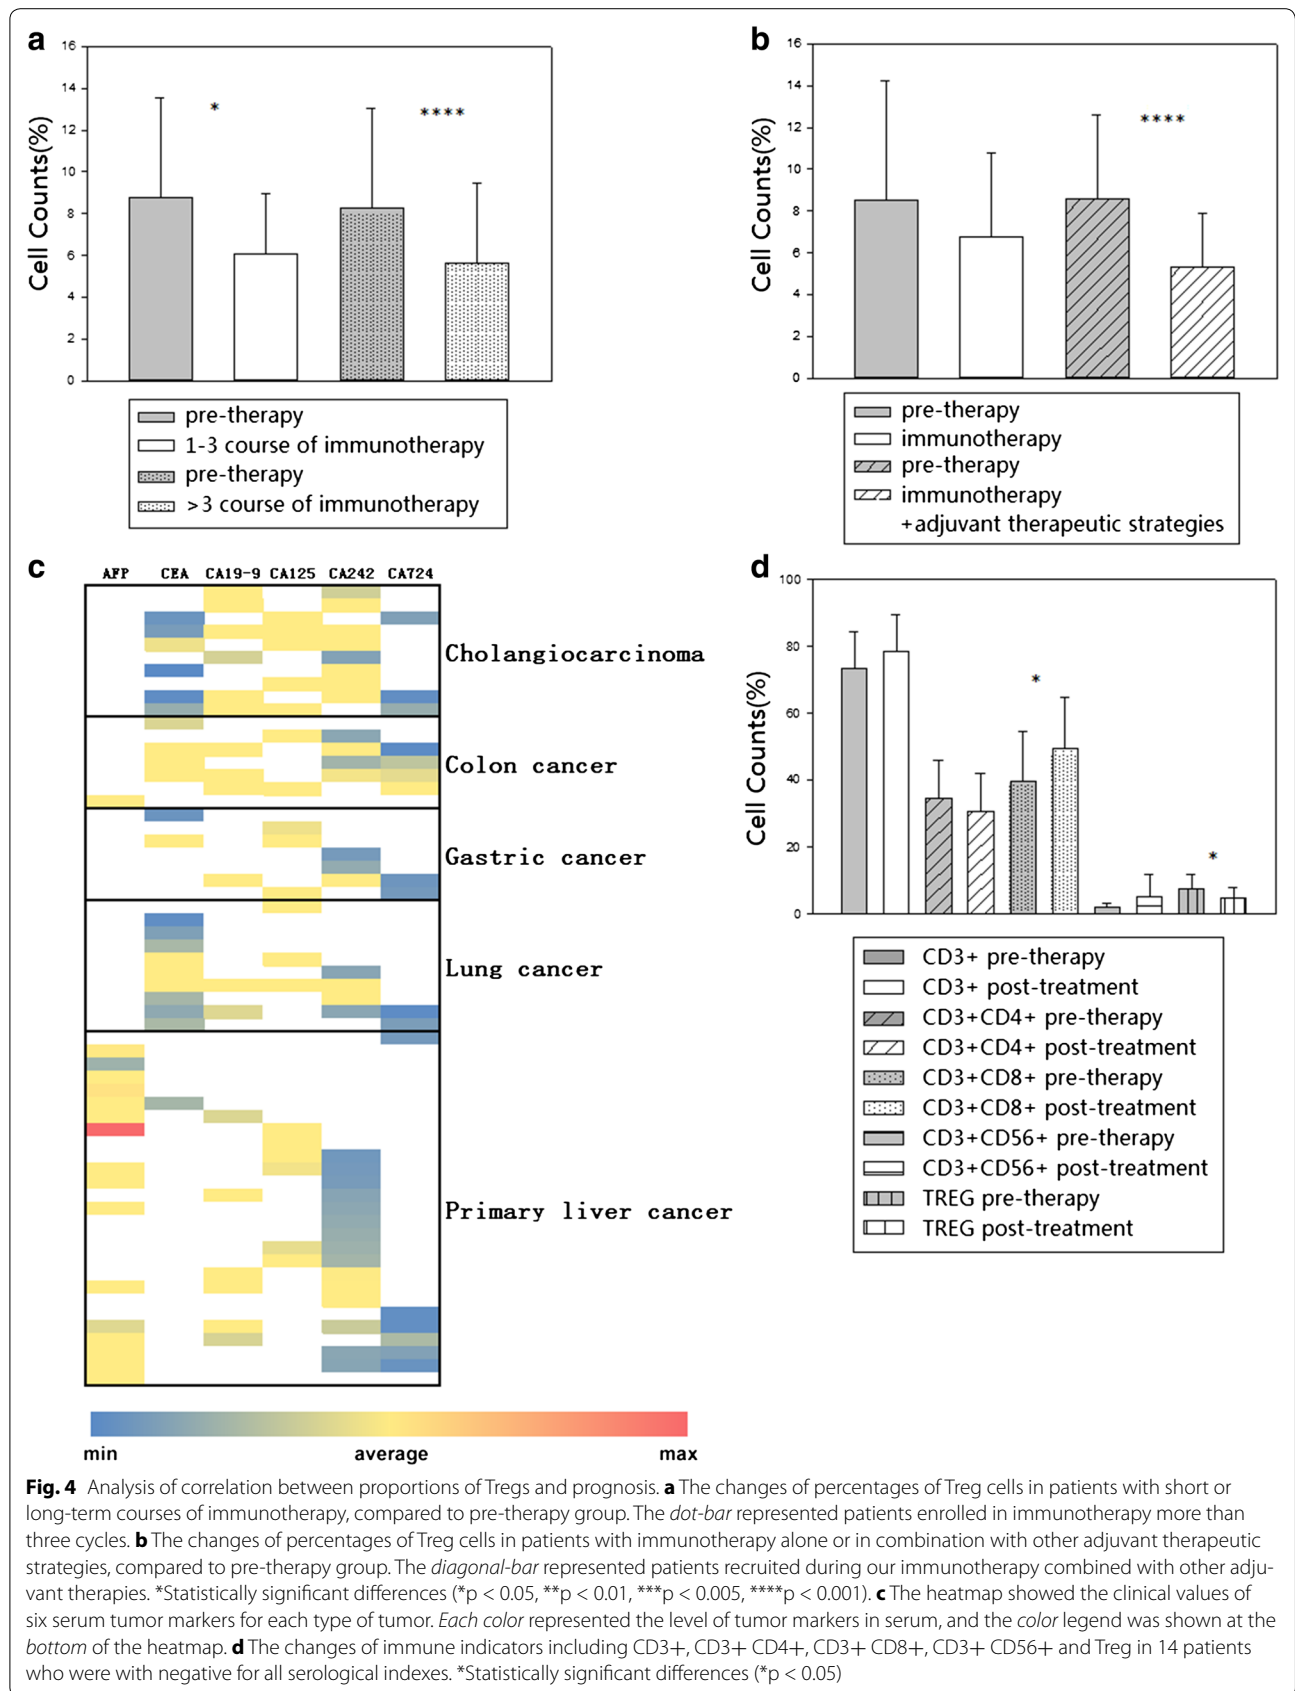 a
16
14
12
10
8
6
4
2
0
Cell Counts(%)
*
****
pre-therapy
1-3 course of immunotherapy
pre-therapy
>3 course of immunotherapy
b
16
14
12
10
8
6
4
2
0
Cell Counts(%)
****
pre-therapy
immunotherapy
pre-therapy
immunotherapy
+adjuvant therapeutic strategies
c
AFP CEA CA19-9 CA125 CA242 CA724
Cholangiocarcinoma
Colon cancer
Gastric cancer
Lung cancer
Primary liver cancer
min average max
d
100
80
60
40
20
0
Cell Counts(%)
*
*
CD3+ pre-therapy
CD3+ post-treatment
CD3+CD4+ pre-therapy
CD3+CD4+ post-treatment
CD3+CD8+ pre-therapy
CD3+CD8+ post-treatment
CD3+CD56+ pre-therapy
CD3+CD56+ post-treatment
TREG pre-therapy
TREG post-treatment
Fig. 4 Analysis of correlation between proportions of Tregs and prognosis. a The changes of percentages of Treg cells in patients with short or
long-term courses of immunotherapy, compared to pre-therapy group. The dot-bar represented patients enrolled in immunotherapy more than
three cycles. b The changes of percentages of Treg cells in patients with immunotherapy alone or in combination with other adjuvant therapeutic
strategies, compared to pre-therapy group. The diagonal-bar represented patients recruited during our immunotherapy combined with other adju-
vant therapies. *Statistically significant differences (*p < 0.05, **p < 0.01, ***p < 0.005, ****p < 0.001). c The heatmap showed the clinical values of
six serum tumor markers for each type of tumor. Each color represented the level of tumor markers in serum, and the color legend was shown at the
bottom of the heatmap. d The changes of immune indicators including CD3+, CD3+ CD4+, CD3+ CD8+, CD3+ CD56+ and Treg in 14 patients
who were with negative for all serological indexes. *Statistically significant differences (*p < 0.05)